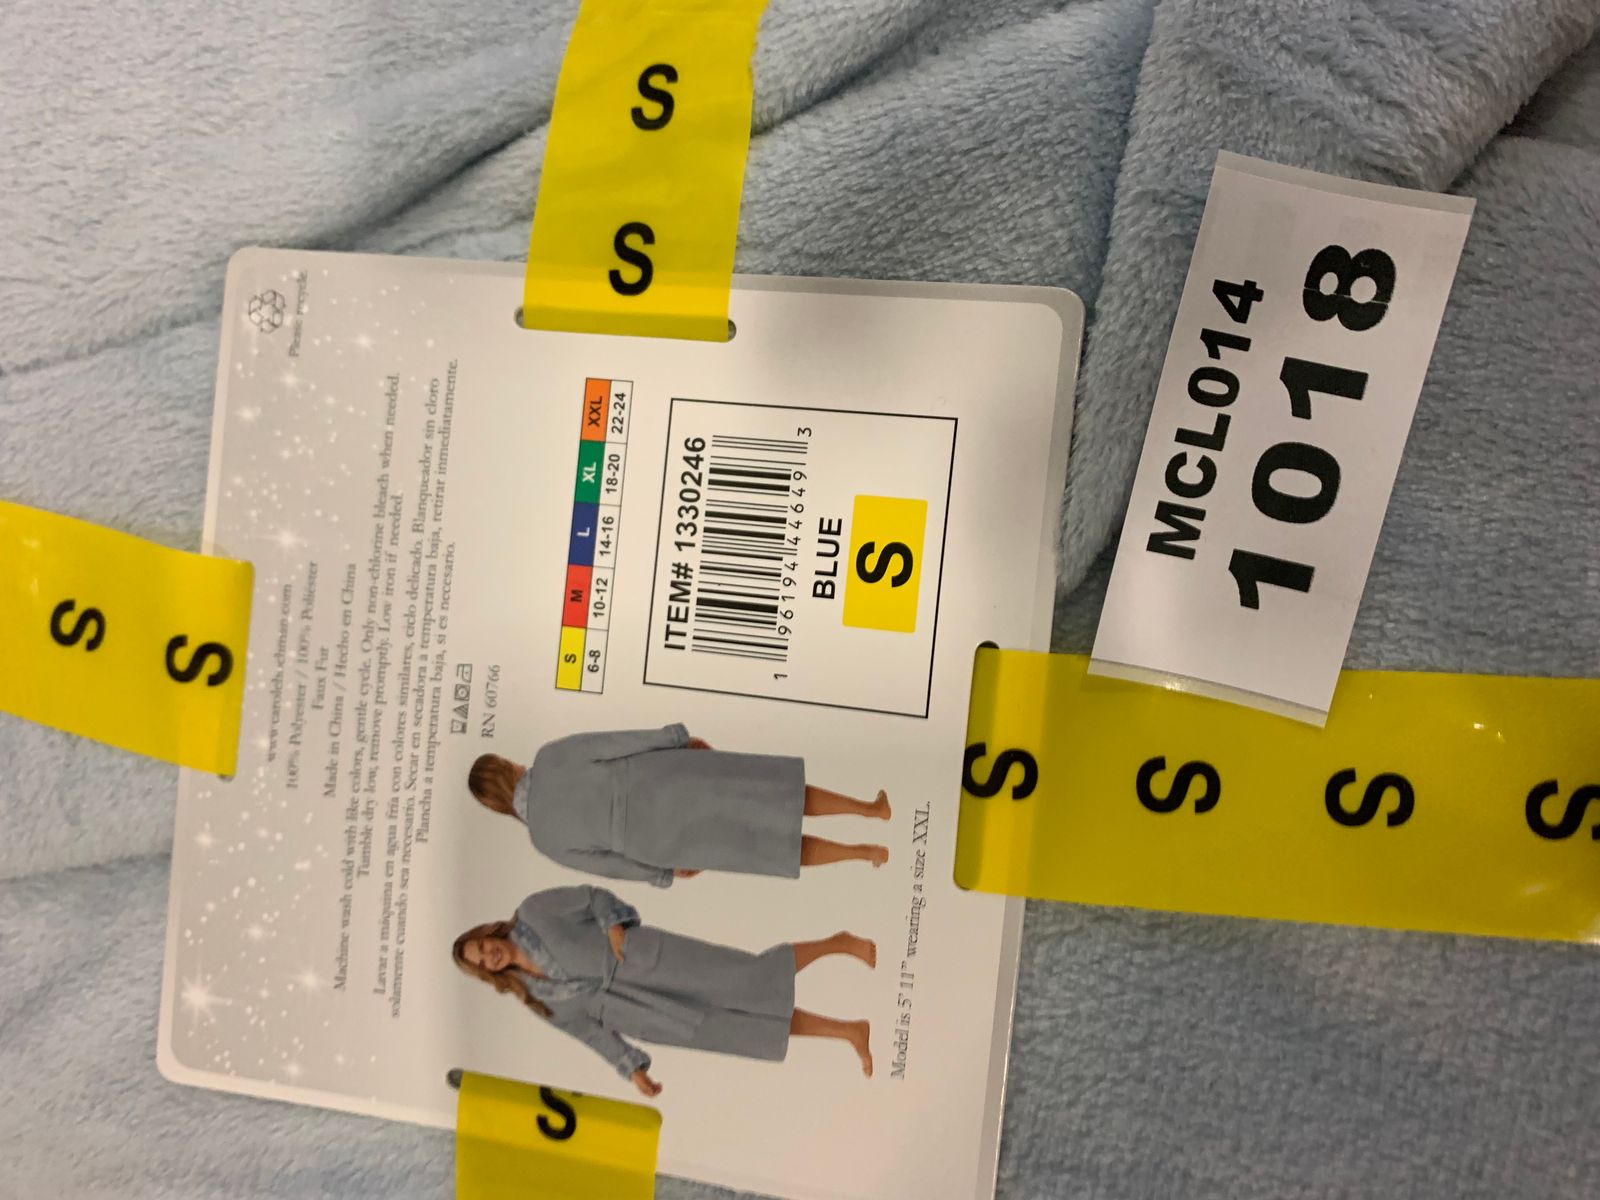 Please recycle.
www.carolehochman.com
100% Polyester / 100% Poliéster
Faux Fur
Made in China / Hecho en China
Machine wash cold with like colors, gentle cycle. Only non-chlorine bleach when needed.
Tumble dry low, remove promptly. Low iron if needed.
Lavar a máquina en agua fría con colores similares, ciclo delicado. Blanqueador sin cloro
solamente cuando sea necesario. Secar en secadora a temperatura baja, retirar inmediatamente.
Plancha a temperatura baja, si es necesario.
RN 60766
S M L XL XXL
6-8 10-12 14-16 18-20 22-24
ITEM# 1330246
1 96194 44649 3
BLUE
S
Model is 5' 11" wearing a size XXL.
MCL014
1018
S
S
S
S
S
S
S
S
S